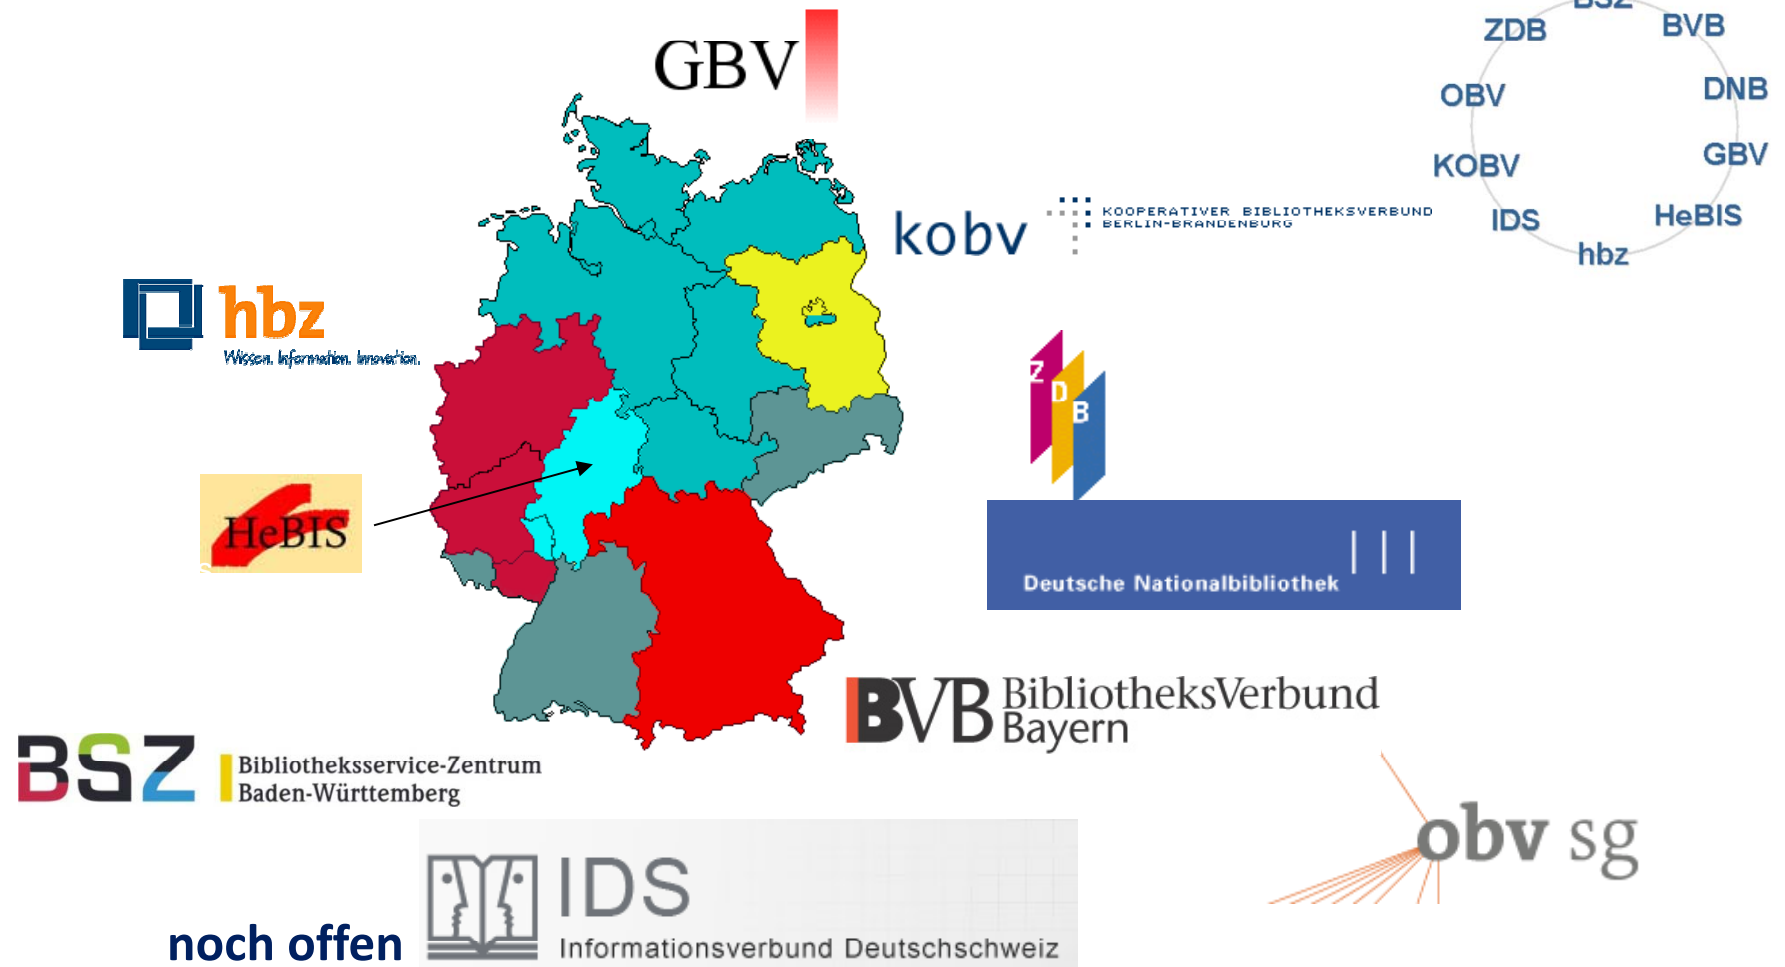 GBV
BSZ
ZDB
BVB
OBV
DNB
KOBV
GBV
IDS
HeBIS
hbz
kobv
KOOPERATIVER BIBLIOTHEKSVERBUND
BERLIN-BRANDENBURG
hbz
Wissen. Information. Innovation.
Z
D
B
HeBIS
Deutsche Nationalbibliothek
BVB BibliotheksVerbund
Bayern
BSZ
Bibliotheksservice-Zentrum
Baden-Württemberg
obv sg
IDS
Informationsverbund Deutschschweiz
noch offen